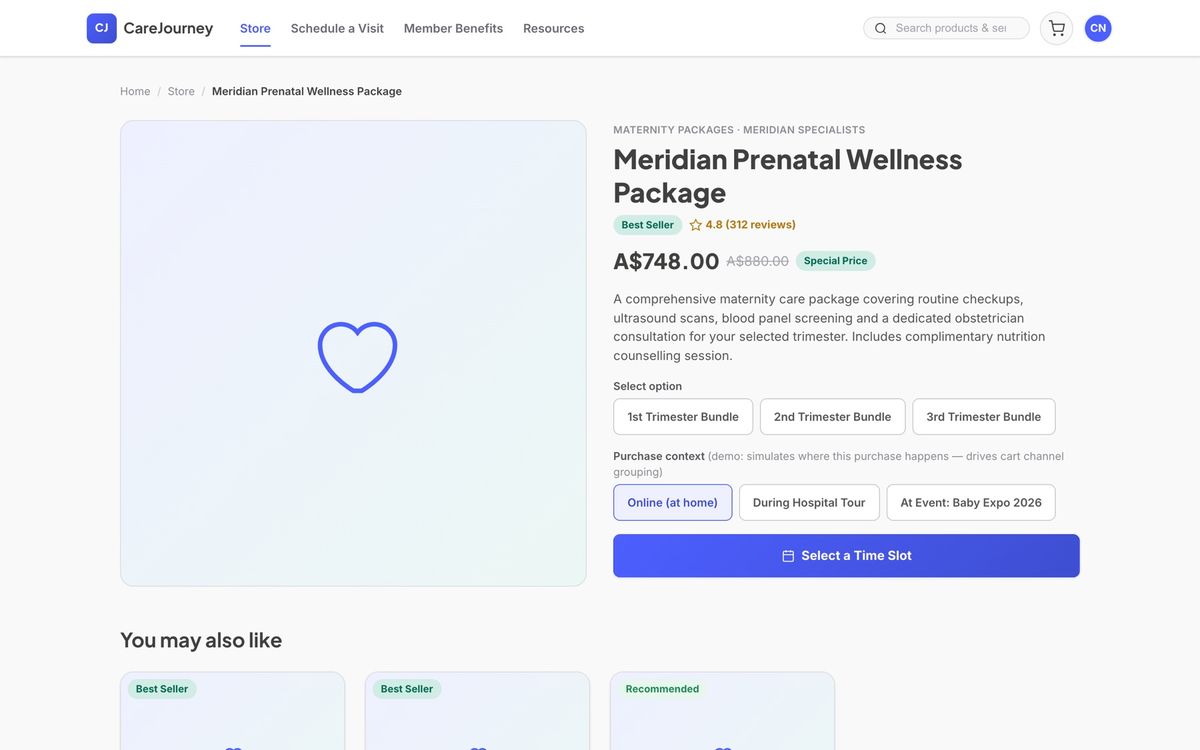 CJ CareJourney Store Schedule a Visit Member Benefits Resources Search products & ser CN
Home / Store / Meridian Prenatal Wellness Package
MATERNITY PACKAGES · MERIDIAN SPECIALISTS
Meridian Prenatal Wellness
Package
Best Seller 4.8 (312 reviews)
A$748.00 A$880.00 Special Price
A comprehensive maternity care package covering routine checkups,
ultrasound scans, blood panel screening and a dedicated obstetrician
consultation for your selected trimester. Includes complimentary nutrition
counselling session.
Select option
1st Trimester Bundle 2nd Trimester Bundle 3rd Trimester Bundle
Purchase context (demo: simulates where this purchase happens — drives cart channel
grouping)
Online (at home) During Hospital Tour At Event: Baby Expo 2026
Select a Time Slot
You may also like
Best Seller Best Seller Recommended